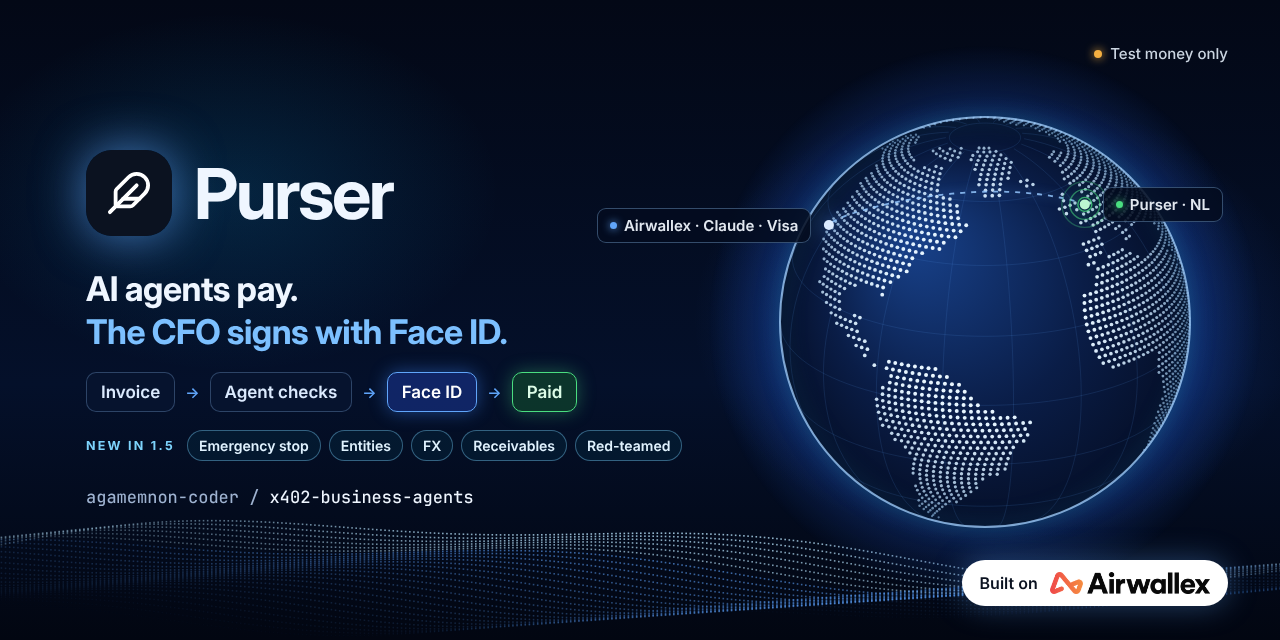 Test money only
Purser
Airwallex · Claude · Visa
Purser · NL
AI agents pay.
The CFO signs with Face ID.
Invoice → Agent checks → Face ID → Paid
NEW IN 1.5 Emergency stop Entities FX Receivables Red-teamed
agamemnon-coder / x402-business-agents
Built on Airwallex